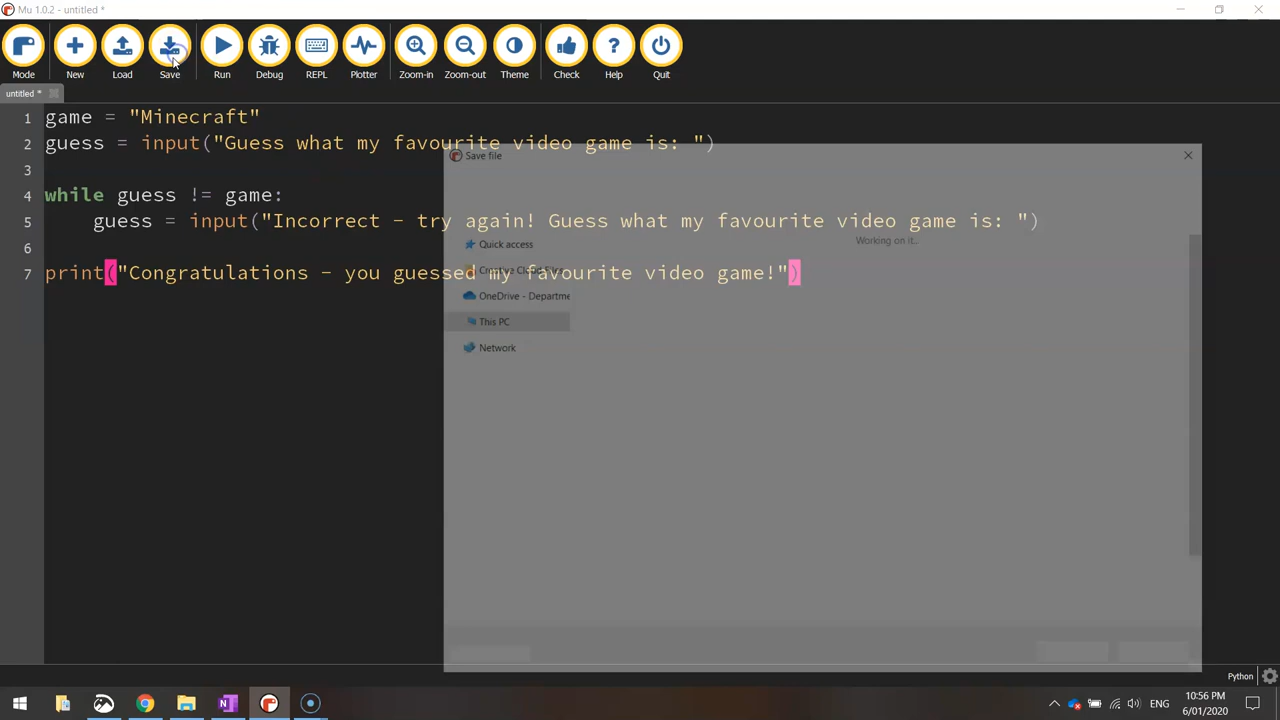 Mu 1.0.2 - untitled *
Mode New Load Save Run Debug REPL Plotter Zoom-in Zoom-out Theme Check Help Quit
untitled *
1 game = "Minecraft"
2 guess = input("Guess what my favourite video game is: ")
3
4 while guess != game:
5 guess = input("Incorrect - try again! Guess what my favourite video game is: ")
6
7 print("Congratulations - you guessed my favourite video game!")
Save file
Working on it...
Quick access
Creative Cloud Files
OneDrive - Departme
This PC
Network
Python
ENG
10:56 PM
6/01/2020